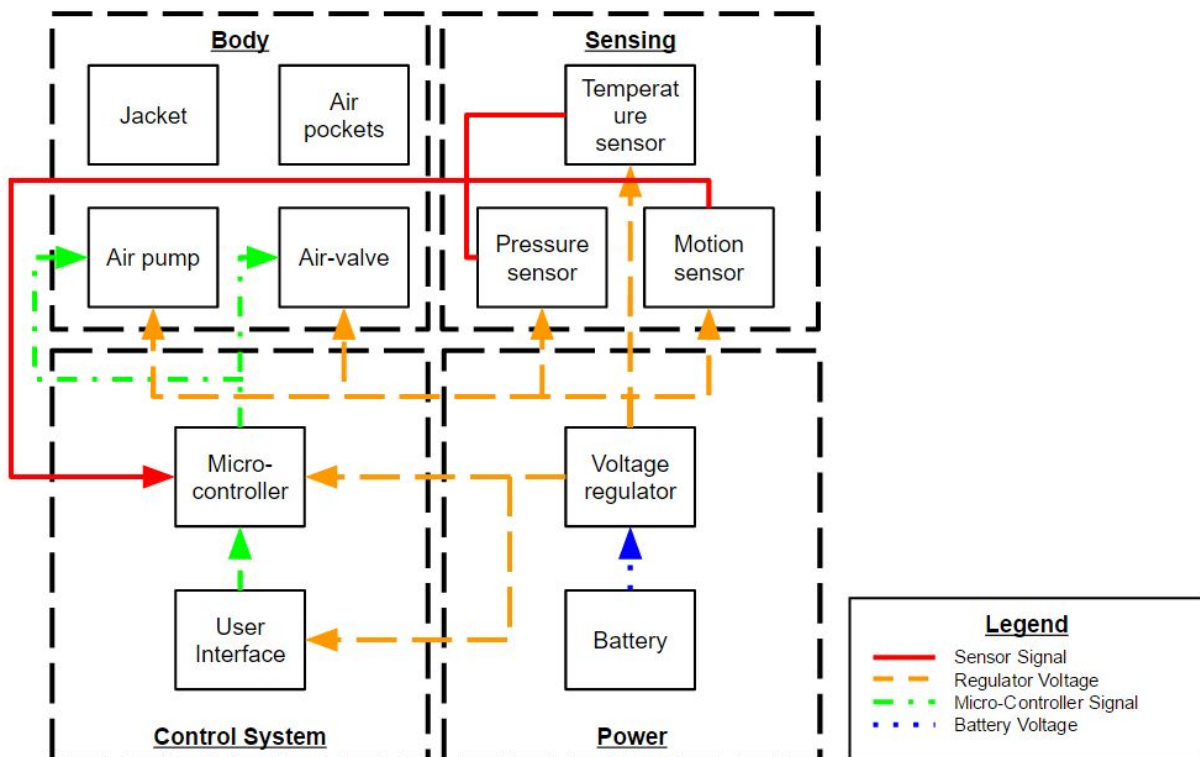 Body
Jacket
Air
pockets
Air pump
Air-valve
Sensing
Temperat
ure
sensor
Pressure
sensor
Motion
sensor
Micro-
controller
User
Interface
Control System
Voltage
regulator
Battery
Power
Legend
Sensor Signal
Regulator Voltage
Micro-Controller Signal
Battery Voltage